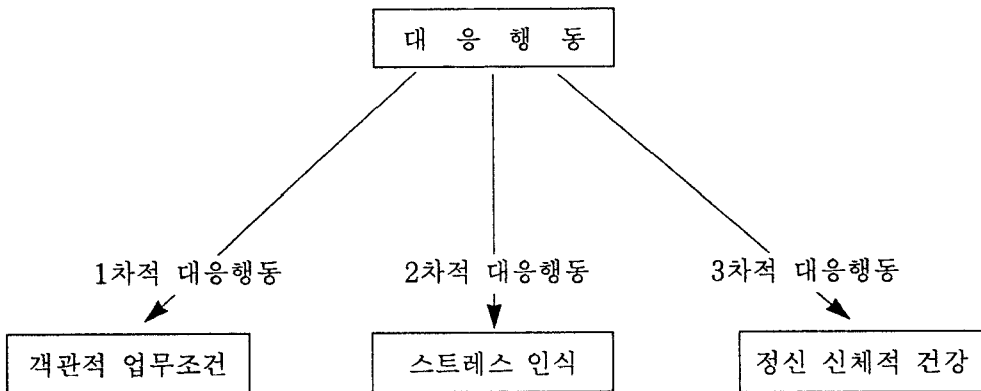 대 응 행 동
1차적 대응행동 2차적 대응행동 3차적 대응행동
객관적 업무조건 스트레스 인식 정신 신체적 건강